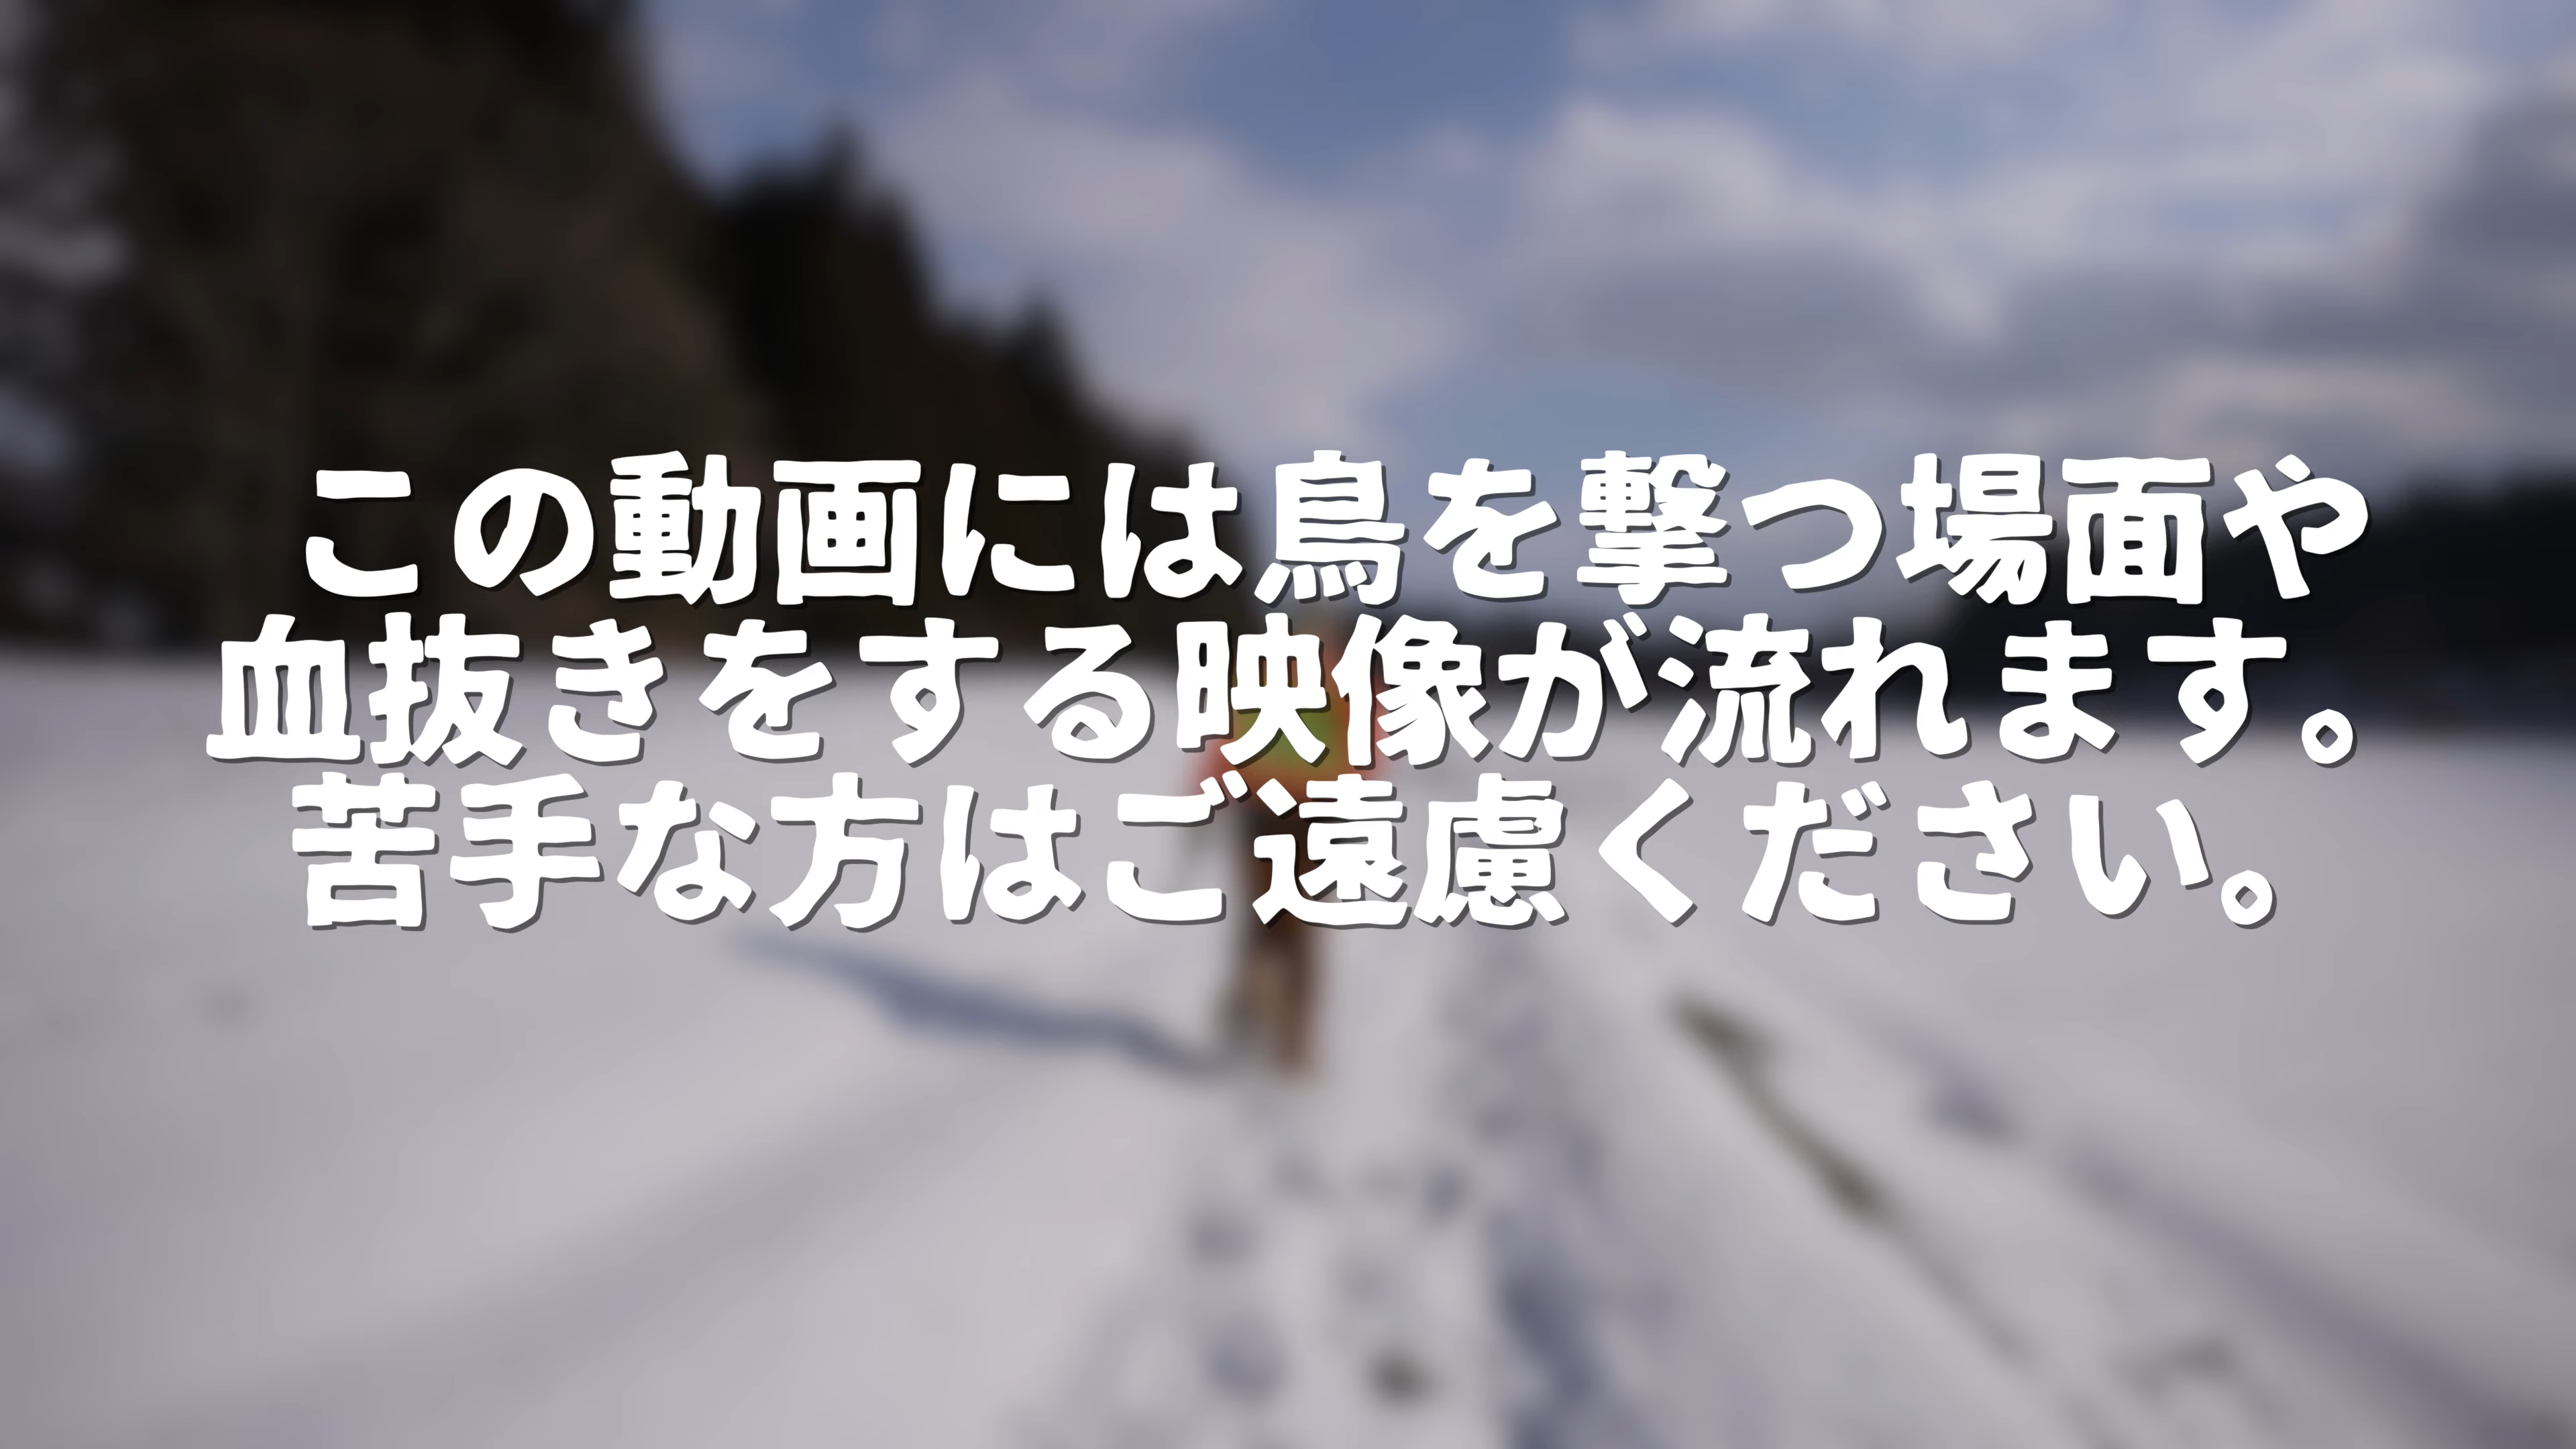 この動画には鳥を撃つ場面や
血抜きをする映像が流れます。
苦手な方はご遠慮ください。